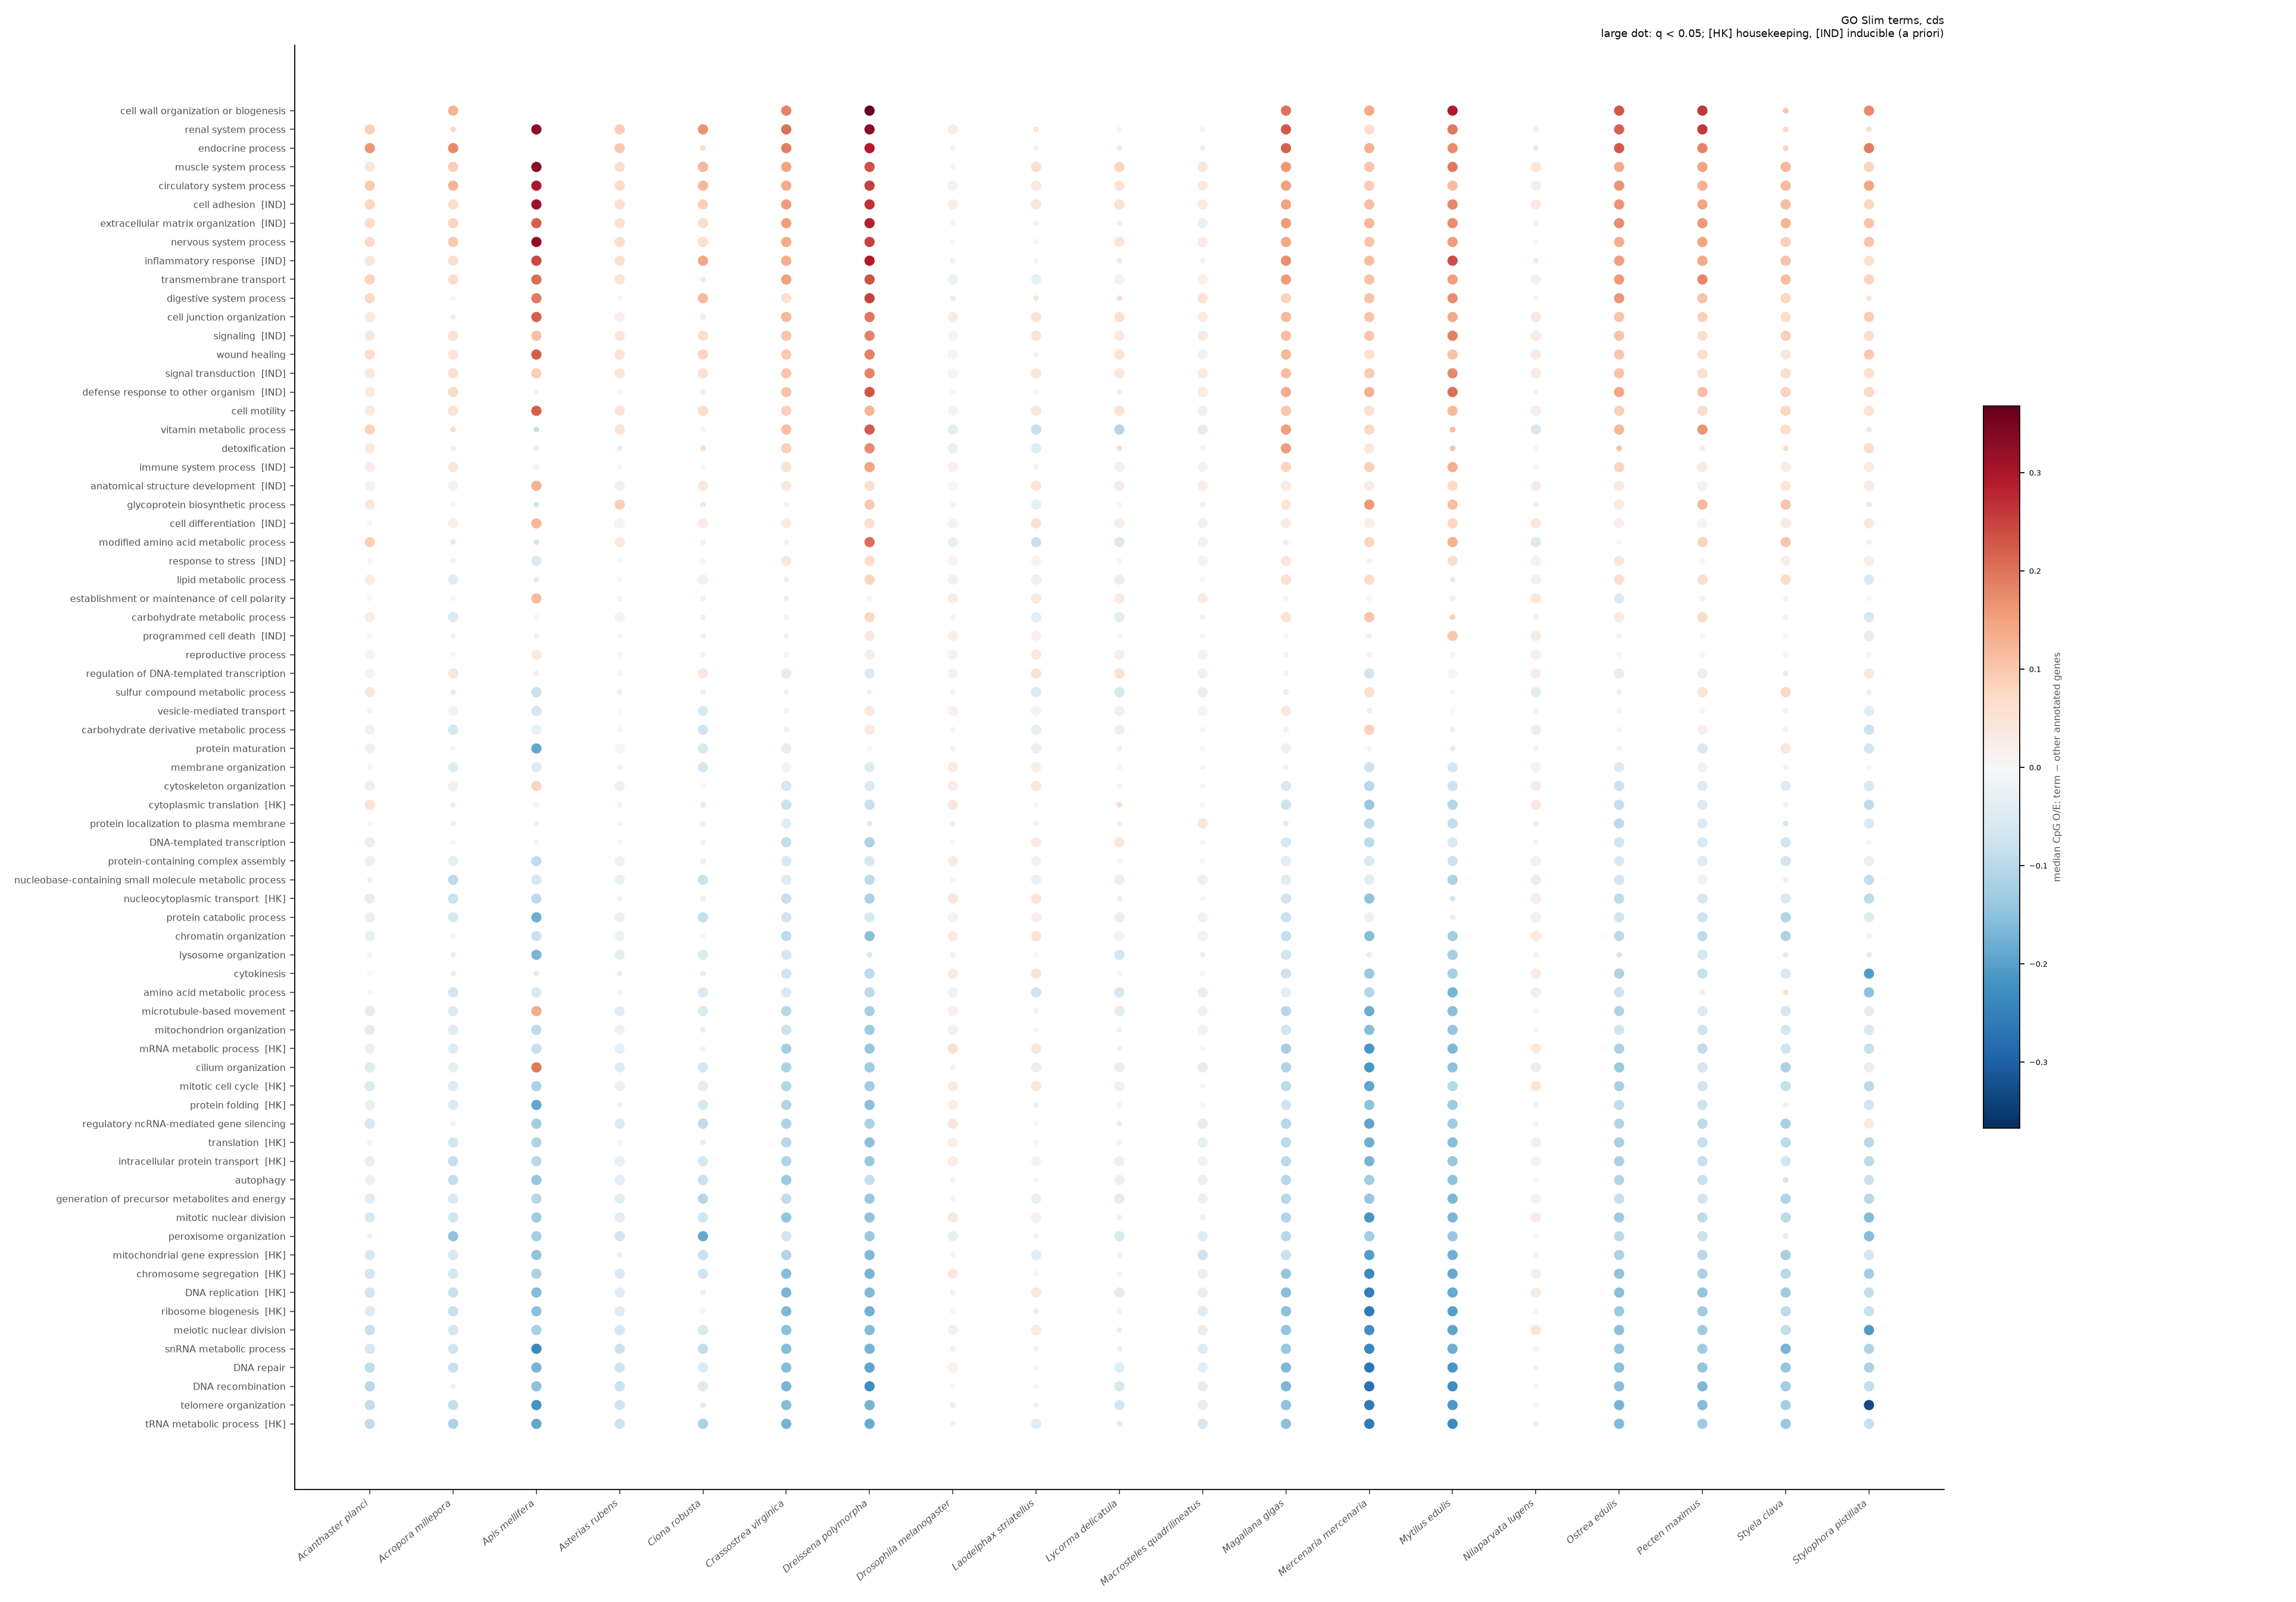 GO Slim terms, cds
large dot: q < 0.05; [HK] housekeeping, [IND] inducible (a priori)
cell wall organization or biogenesis
renal system process
endocrine process
muscle system process
circulatory system process
cell adhesion [IND]
extracellular matrix organization [IND]
nervous system process
inflammatory response [IND]
transmembrane transport
digestive system process
cell junction organization
signaling [IND]
wound healing
signal transduction [IND]
defense response to other organism [IND]
cell motility
vitamin metabolic process
detoxification
immune system process [IND]
anatomical structure development [IND]
glycoprotein biosynthetic process
cell differentiation [IND]
modified amino acid metabolic process
response to stress [IND]
lipid metabolic process
establishment or maintenance of cell polarity
carbohydrate metabolic process
programmed cell death [IND]
reproductive process
regulation of DNA-templated transcription
sulfur compound metabolic process
vesicle-mediated transport
carbohydrate derivative metabolic process
protein maturation
membrane organization
cytoskeleton organization
cytoplasmic translation [HK]
protein localization to plasma membrane
DNA-templated transcription
protein-containing complex assembly
nucleobase-containing small molecule metabolic process
nucleocytoplasmic transport [HK]
protein catabolic process
chromatin organization
lysosome organization
cytokinesis
amino acid metabolic process
microtubule-based movement
mitochondrion organization
mRNA metabolic process [HK]
cilium organization
mitotic cell cycle [HK]
protein folding [HK]
regulatory ncRNA-mediated gene silencing
translation [HK]
intracellular protein transport [HK]
autophagy
generation of precursor metabolites and energy
mitotic nuclear division
peroxisome organization
mitochondrial gene expression [HK]
chromosome segregation [HK]
DNA replication [HK]
ribosome biogenesis [HK]
meiotic nuclear division
snRNA metabolic process
DNA repair
DNA recombination
telomere organization
tRNA metabolic process [HK]
Acanthaster planci
Acropora millepora
Apis mellifera
Asterias rubens
Ciona robusta
Crassostrea virginica
Dreissena polymorpha
Drosophila melanogaster
Laodelphax striatellus
Lycorma delicatula
Macrosteles quadrilineatus
Magallana gigas
Mercenaria mercenaria
Mytilus edulis
Nilaparvata lugens
Ostrea edulis
Pecten maximus
Styela clava
Stylophora pistillata
0.3
0.2
0.1
0.0
−0.1
−0.2
−0.3
median CpG O/E: term − other annotated genes